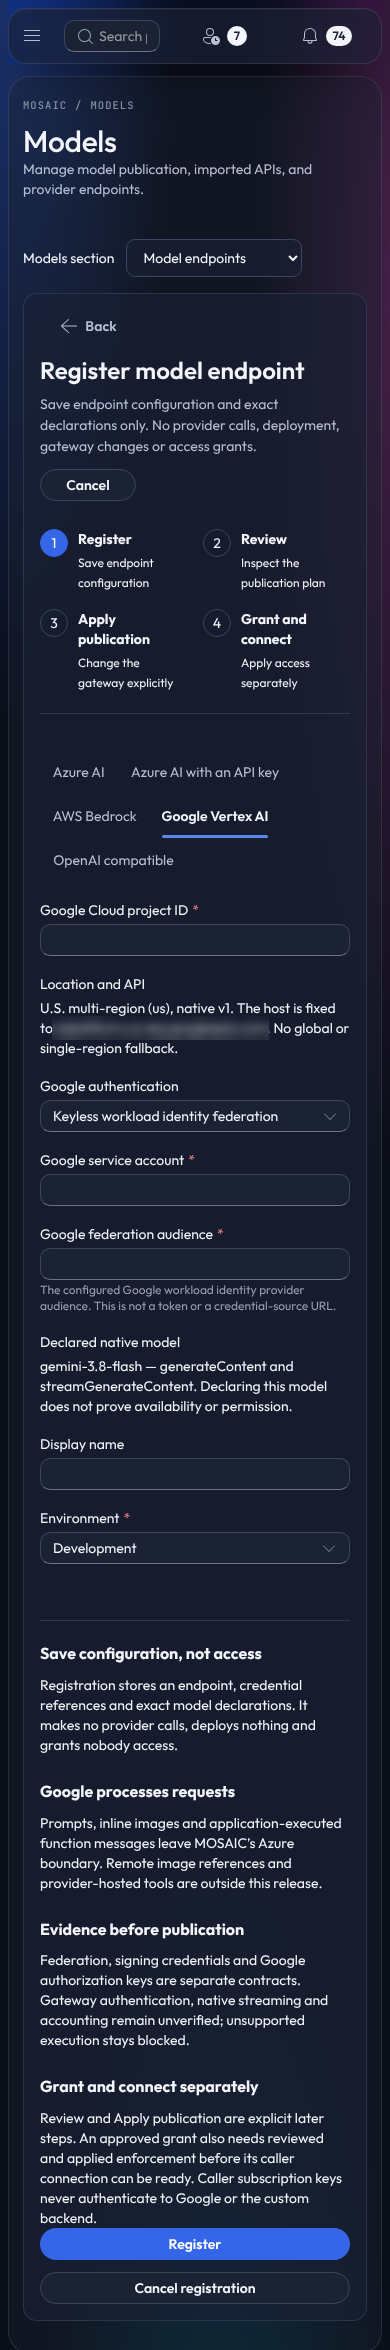 Search
7
74
MOSAIC / MODELS
Models
Manage model publication, imported APIs, and
provider endpoints.
Models section
Model endpoints
Back
Register model endpoint
Save endpoint configuration and exact
declarations only. No provider calls, deployment,
gateway changes or access grants.
Cancel
1 Register
Save endpoint
configuration
2 Review
Inspect the
publication plan
3 Apply
publication
Change the
gateway explicitly
4 Grant and
connect
Apply access
separately
Azure AI
Azure AI with an API key
AWS Bedrock
Google Vertex AI
OpenAI compatible
Google Cloud project ID *
Location and API
U.S. multi-region (us), native v1. The host is fixed
to . No global or
single-region fallback.
Google authentication
Keyless workload identity federation
Google service account *
Google federation audience *
The configured Google workload identity provider
audience. This is not a token or a credential-source URL.
Declared native model
gemini-3.8-flash — generateContent and
streamGenerateContent. Declaring this model
does not prove availability or permission.
Display name
Environment *
Development
Save configuration, not access
Registration stores an endpoint, credential
references and exact model declarations. It
makes no provider calls, deploys nothing and
grants nobody access.
Google processes requests
Prompts, inline images and application-executed
function messages leave MOSAIC's Azure
boundary. Remote image references and
provider-hosted tools are outside this release.
Evidence before publication
Federation, signing credentials and Google
authorization keys are separate contracts.
Gateway authentication, native streaming and
accounting remain unverified; unsupported
execution stays blocked.
Grant and connect separately
Review and Apply publication are explicit later
steps. An approved grant also needs reviewed
and applied enforcement before its caller
connection can be ready. Caller subscription keys
never authenticate to Google or the custom
backend.
Register
Cancel registration